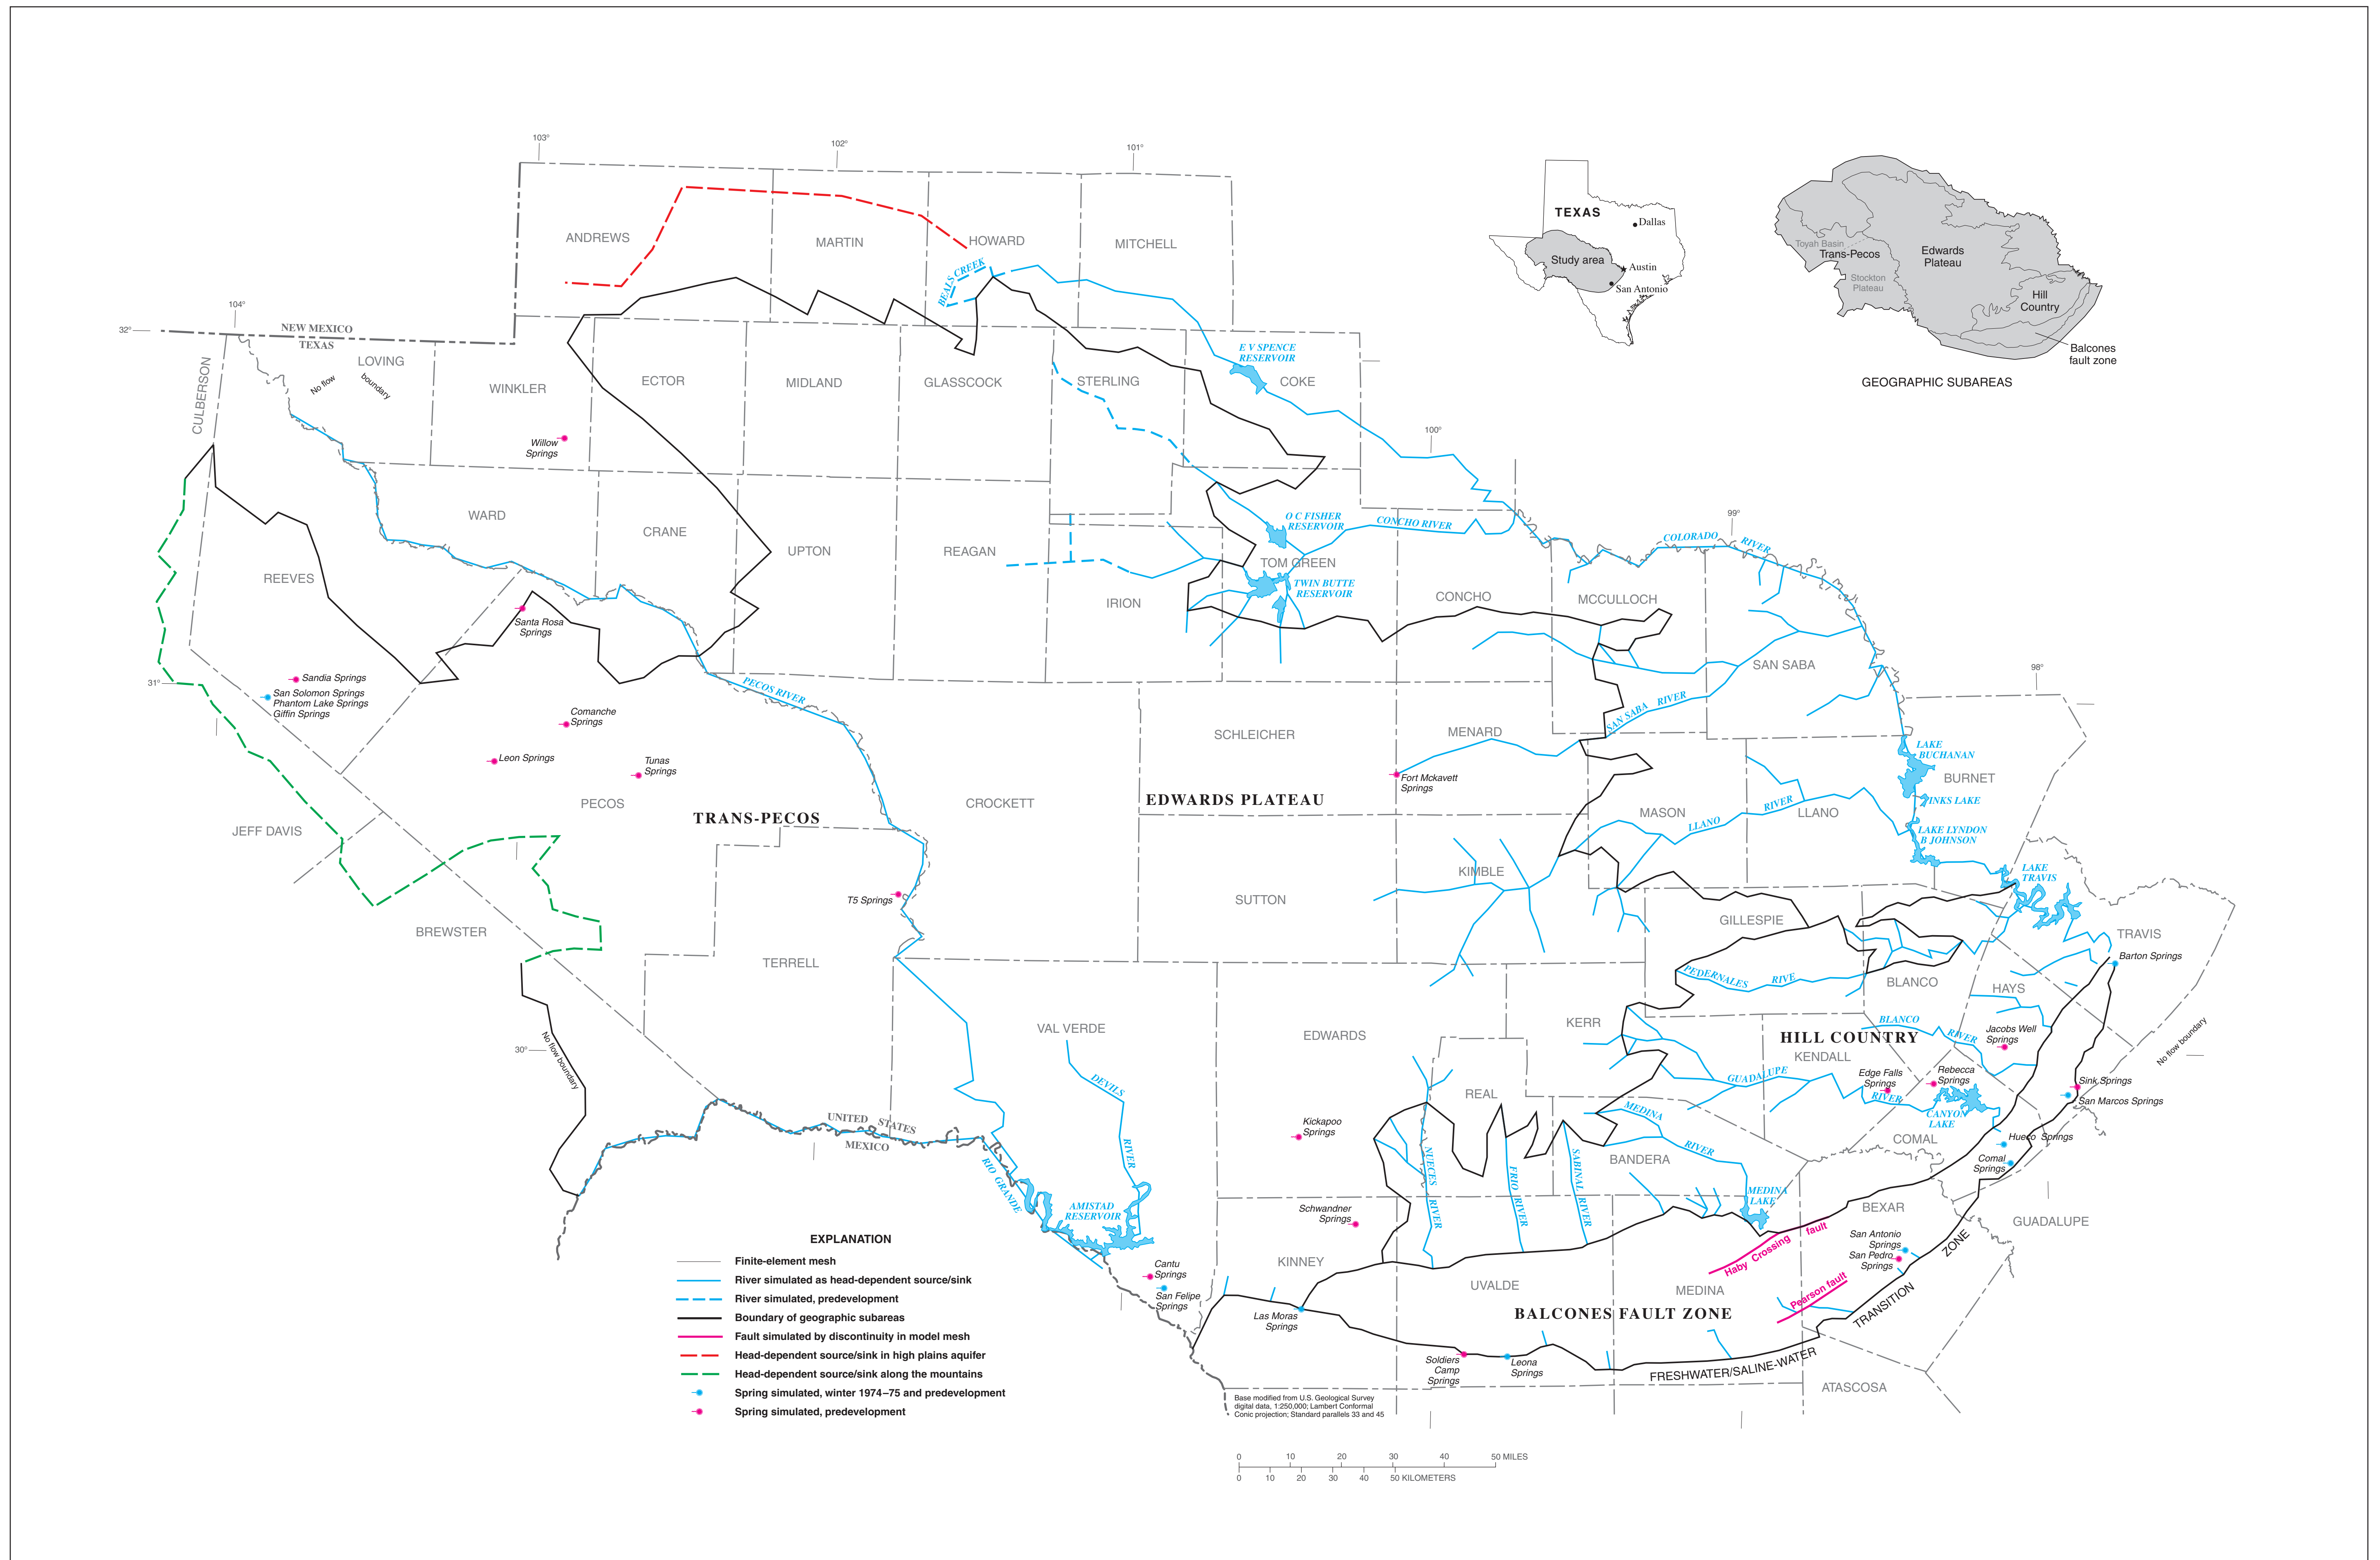 103°
102°
101°
ANDREWS
MARTIN
HOWARD
MITCHELL
BEALS CREEK
TEXAS
Dallas
Study area
Austin
San Antonio
Toyah Basin
Trans-Pecos
Stockton
Plateau
Edwards
Plateau
Hill
Country
Balcones
fault zone
GEOGRAPHIC SUBAREAS
104°
32°
NEW MEXICO
TEXAS
LOVING
No flow boundary
CULBERSON
WINKLER
ECTOR
MIDLAND
GLASSCOCK
STERLING
E V SPENCE
RESERVOIR
COKE
Willow
Springs
100°
WARD
CRANE
UPTON
REAGAN
O C FISHER
RESERVOIR
CONCHO RIVER
99°
COLORADO RIVER
REEVES
TOM GREEN
TWIN BUTTE
RESERVOIR
IRION
CONCHO
MCCULLOCH
Santa Rosa
Springs
SAN SABA
98°
Sandia Springs
31°
San Solomon Springs
Phantom Lake Springs
Giffin Springs
PECOS RIVER
Comanche
Springs
SAN SABA RIVER
SCHLEICHER
MENARD
Leon Springs
Tunas
Springs
Fort Mckavett
Springs
LAKE
BUCHANAN
BURNET
PECOS
TRANS-PECOS
CROCKETT
EDWARDS PLATEAU
MASON
LLANO RIVER
LLANO
INKS LAKE
LAKE LYNDON
B JOHNSON
JEFF DAVIS
KIMBLE
LAKE
TRAVIS
T5 Springs
SUTTON
GILLESPIE
BREWSTER
TRAVIS
TERRELL
Barton Springs
PEDERNALES RIVE
BLANCO
HAYS
VAL VERDE
EDWARDS
KERR
BLANCO RIVER
HILL COUNTRY
Jacobs Well
Springs
30°
No flow boundary
KENDALL
No flow boundary
DEVILS RIVER
REAL
GUADALUPE RIVER
Edge Falls
Springs
Rebecca
Springs
Sink Springs
San Marcos Springs
CANYON
LAKE
UNITED STATES
MEXICO
Kickapoo
Springs
MEDINA RIVER
COMAL
Hueco Springs
Comal
Springs
RIO GRANDE
NUECES RIVER
FRIO RIVER
SABINAL RIVER
BANDERA
MEDINA
LAKE
AMISTAD
RESERVOIR
Schwandner
Springs
BEXAR
GUADALUPE
Haby Crossing fault
San Antonio
Springs
San Pedro
Springs
KINNEY
Cantu
Springs
San Felipe
Springs
UVALDE
MEDINA
Pearson fault
Las Moras
Springs
BALCONES FAULT ZONE
FRESHWATER/SALINE-WATER TRANSITION ZONE
Soldiers
Camp
Springs
Leona
Springs
ATASCOSA
EXPLANATION
Finite-element mesh
River simulated as head-dependent source/sink
River simulated, predevelopment
Boundary of geographic subareas
Fault simulated by discontinuity in model mesh
Head-dependent source/sink in high plains aquifer
Head-dependent source/sink along the mountains
Spring simulated, winter 1974–75 and predevelopment
Spring simulated, predevelopment
Base modified from U.S. Geological Survey
digital data, 1:250,000; Lambert Conformal
Conic projection; Standard parallels 33 and 45
0 10 20 30 40 50 MILES
0 10 20 30 40 50 KILOMETERS